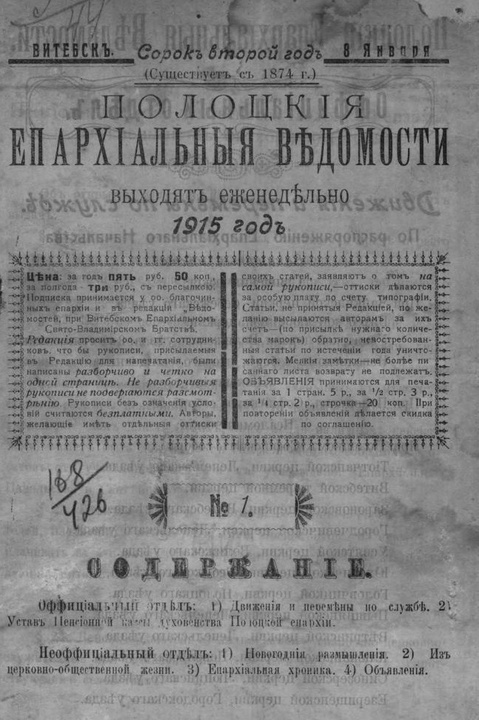 ВИТЕБСКЪ. Сорокъ второй годъ 8 Января
(Существуетъ съ 1874 г.)
ПОЛОЦКІЯ
ЕПАРХІАЛЬНЫЯ ВѢДОМОСТИ
ВЫХОДЯТЪ ЕЖЕНЕДѢЛЬНО
1915 годъ
Цѣна: за годъ пять руб. 50 коп.,
за полгода три руб., съ пересылкою
Подписка принимается у оо. благочин-
ныхъ епархіи и въ редакціи „Вѣдо-
мостей, при Витебскомъ Епархіальномъ
Свято-Владимірскомъ Братствѣ.
Редакція проситъ оо. и гг. сотрудни-
ковъ, что бы рукописи, присылаемыя
въ Редакцію для напечатанія, были
написаны разборчиво и четко на
одной страницѣ. Не разборчивыя
рукописи не подвергаются разсмот-
рѣнію. Рукописи безъ означенія усло-
вій считаются безплатными. Авторы,
желающіе имѣть отдѣльныя оттиски
своихъ статей, заявляютъ о томъ на
самой рукописи,—оттиски дѣлаются
за особую плату по счету типографіи.
Статьи, не принятыя Редакціей, по же-
ланію высылаются авторамъ за ихъ
счетъ—(по присылкѣ нужнаго количе-
ства марокъ) обратно, невостребован-
ныя статьи по истеченіи года уничто-
жаются. Мелкія замѣтки—не болѣе пи-
саннаго листа возврату не подлежатъ.
ОБЪЯВЛЕНІЯ принимаются для пе-
чатанія за 1 стран. 5 р., за ½ стр. 3 р.,
за ¼ стр. 2 р., строчка—20 коп. При
повтореніи объявленій дѣлается скидка
по соглашенію.
168/426
№ 1.
СОДЕРЖАНІЕ.
Оффиціальный отдѣлъ: 1) Движенія и перемѣны по службѣ. 2)
Уставъ Пенсіонной кассы духовенства Полоцкой епархіи.
Неоффиціальный отдѣлъ: 1) Новогоднія размышленія. 2) Изъ
церковно-общественной жизни. 3) Епархіальная хроника. 4) Объявленія.